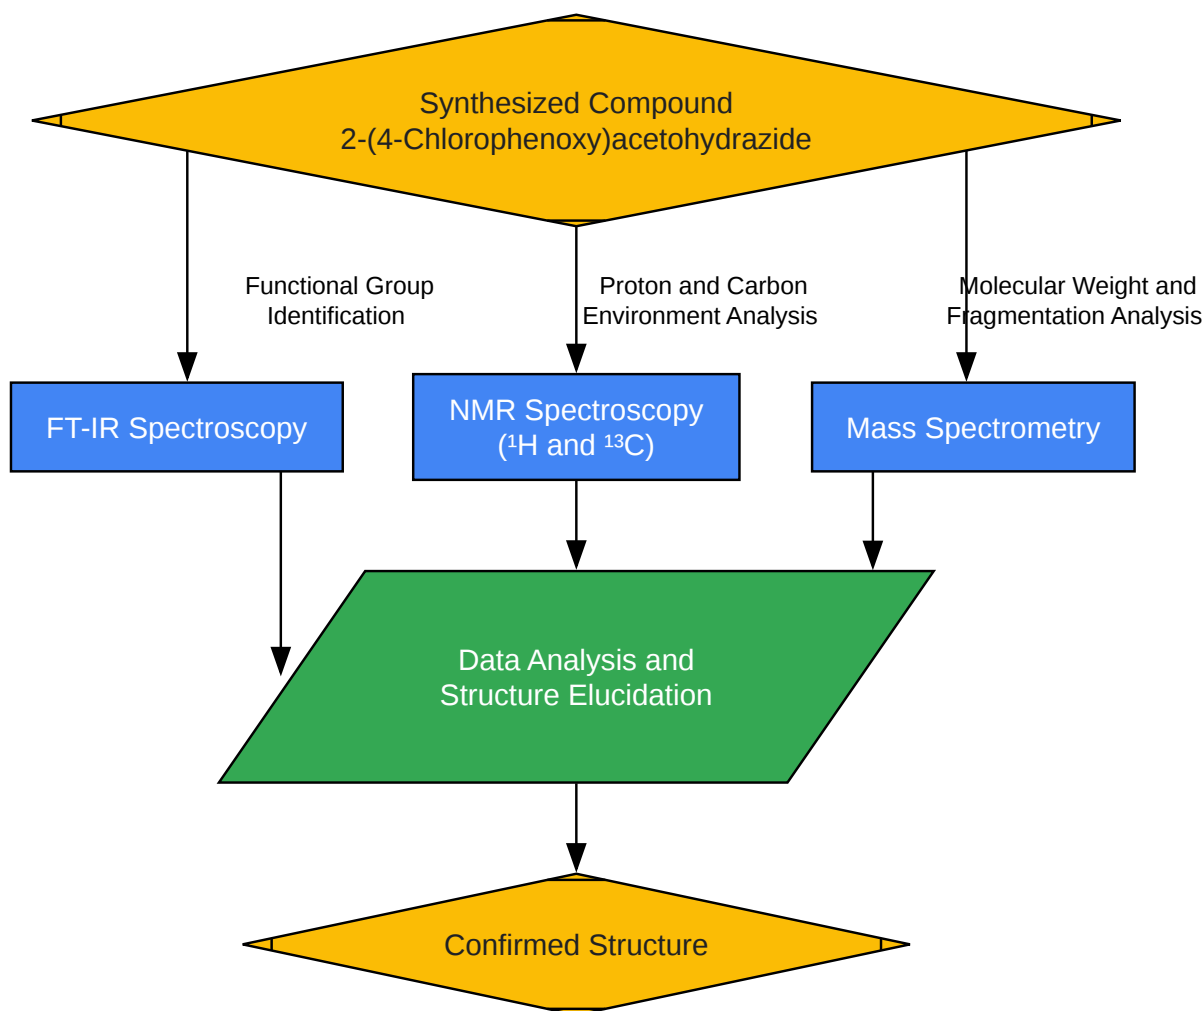 Synthesized Compound
2-(4-Chlorophenoxy)acetohydrazide
Functional Group
Identification
Proton and Carbon
Environment Analysis
Molecular Weight and
Fragmentation Analysis
FT-IR Spectroscopy
NMR Spectroscopy
(¹H and ¹³C)
Mass Spectrometry
Data Analysis and
Structure Elucidation
Confirmed Structure